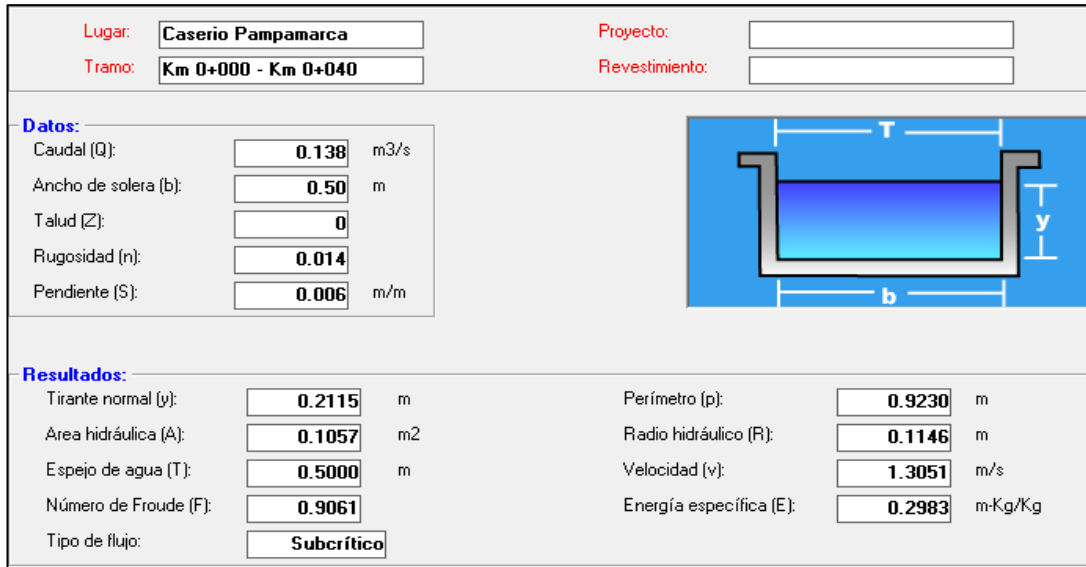 Lugar: Caserio Pampamarca Proyecto:
Tramo: Km 0+000 - Km 0+040 Revestimiento:
Datos:
Caudal (Q): 0.138 m3/s
Ancho de solera (b): 0.50 m
Talud (Z): 0
Rugosidad (n): 0.014
Pendiente (S): 0.006 m/m
T
y
b
Resultados:
Tirante normal (y): 0.2115 m Perímetro (p): 0.9230 m
Area hidráulica (A): 0.1057 m2 Radio hidráulico (R): 0.1146 m
Espejo de agua (T): 0.5000 m Velocidad (v): 1.3051 m/s
Número de Froude (F): 0.9061 Energía específica (E): 0.2983 m-Kg/Kg
Tipo de flujo: Subcrítico